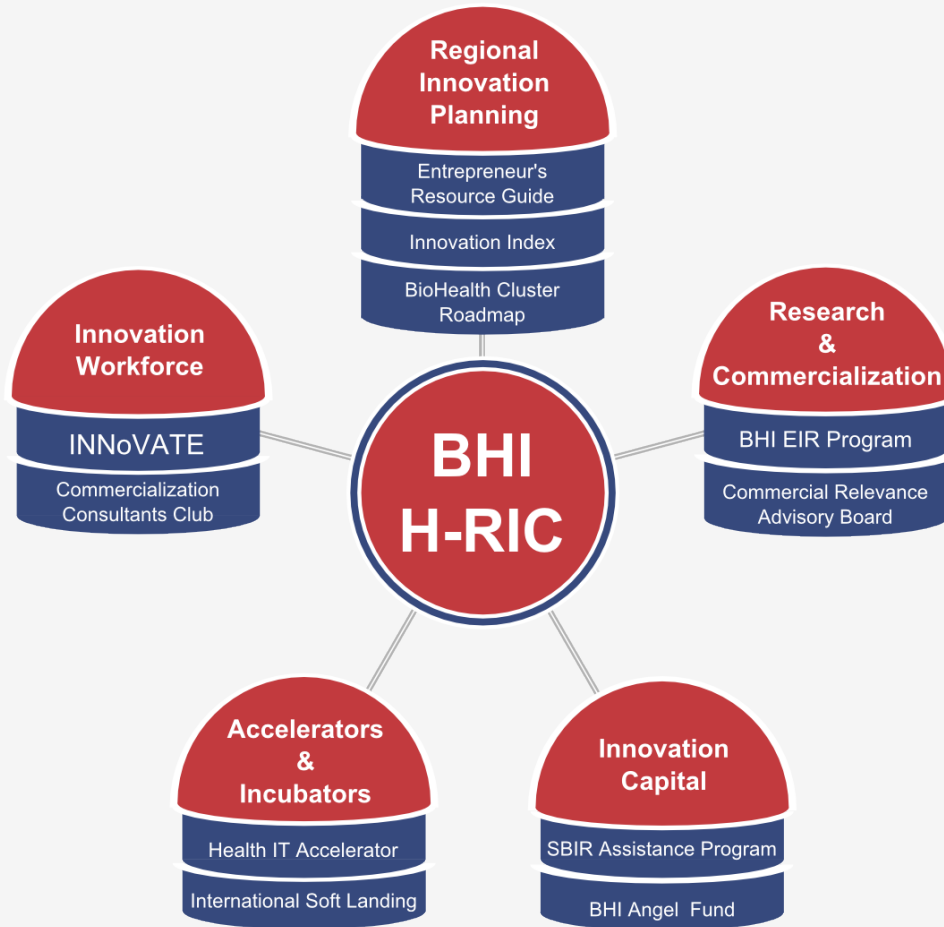 Regional
Innovation
Planning
Entrepreneur's
Resource Guide
Innovation Index
BioHealth Cluster
Roadmap
Innovation
Workforce
INNoVATE
Commercialization
Consultants Club
Research
&
Commercialization
BHI EIR Program
Commercial Relevance
Advisory Board
BHI
H-RIC
Accelerators
&
Incubators
Health IT Accelerator
International Soft Landing
Innovation
Capital
SBIR Assistance Program
BHI Angel Fund